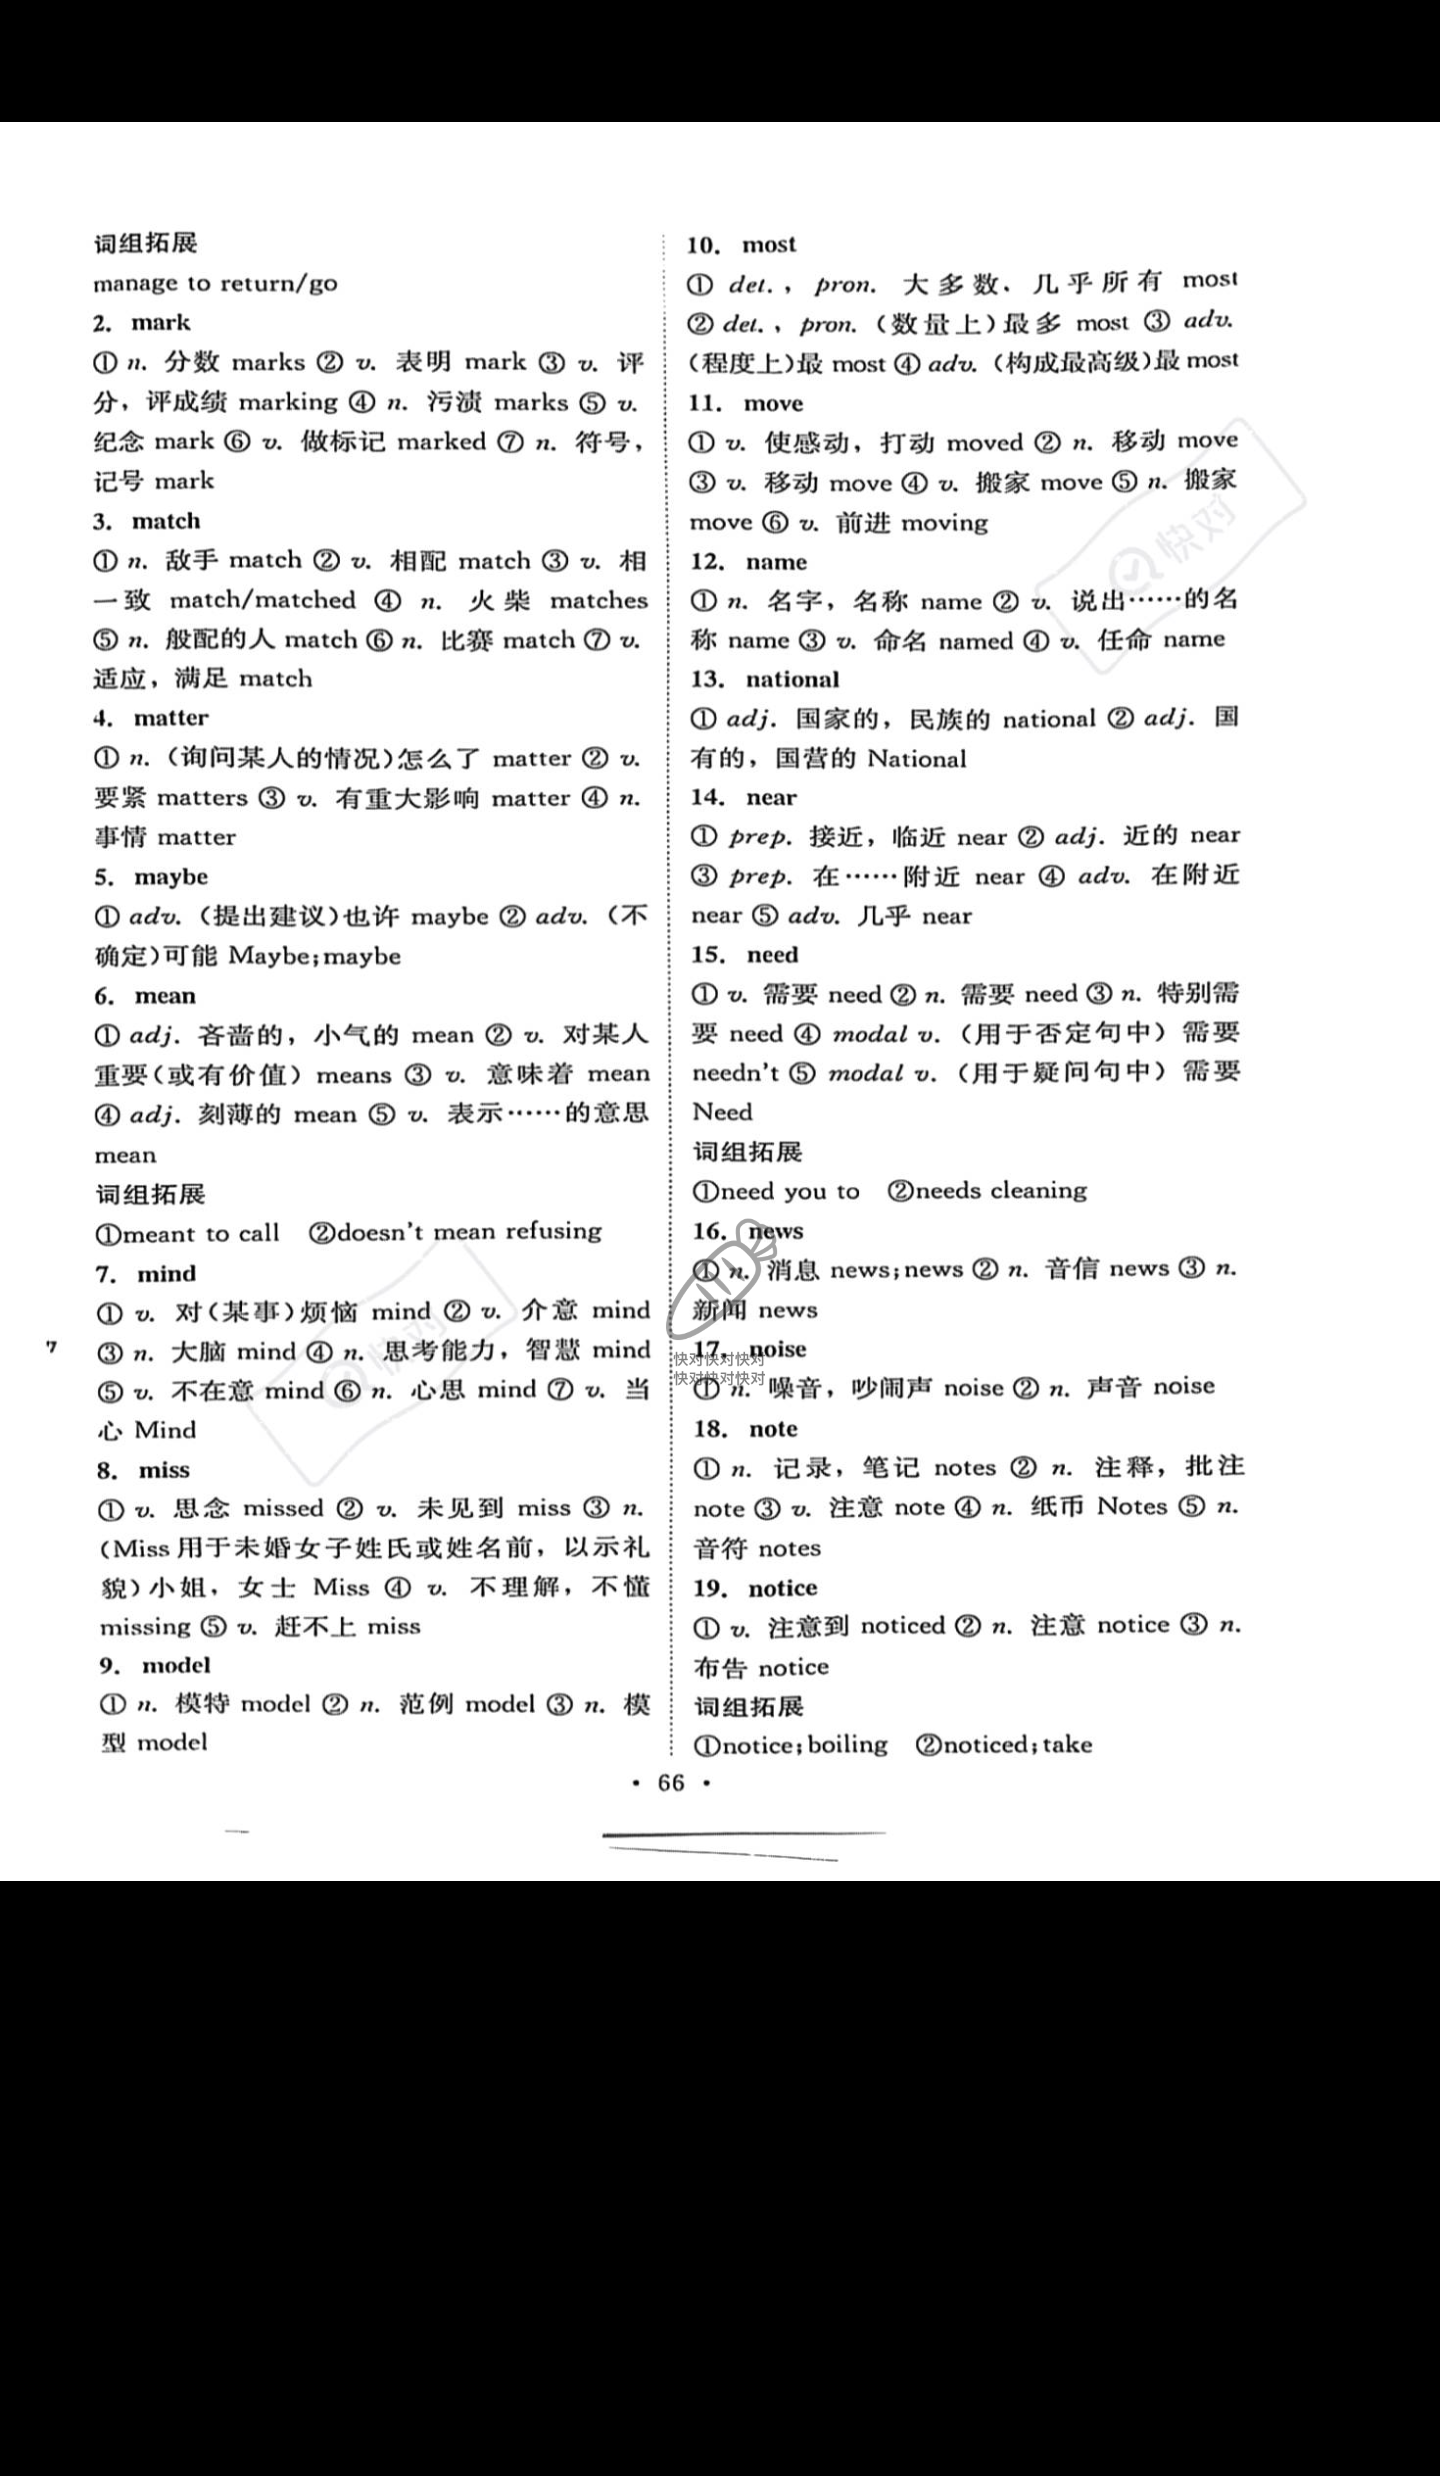 词组拓展
manage to return/go
2. mark
① n. 分数 marks ② v. 表明 mark ③ v. 评
分，评成绩 marking ④ n. 污渍 marks ⑤ v.
纪念 mark ⑥ v. 做标记 marked ⑦ n. 符号，
记号 mark
3. match
① n. 敌手 match ② v. 相配 match ③ v. 相
一致 match/matched ④ n. 火柴 matches
⑤ n. 般配的人 match ⑥ n. 比赛 match ⑦ v.
适应，满足 match
4. matter
① n.（询问某人的情况）怎么了 matter ② v.
要紧 matters ③ v. 有重大影响 matter ④ n.
事情 matter
5. maybe
① adv.（提出建议）也许 maybe ② adv.（不
确定）可能 Maybe;maybe
6. mean
① adj. 吝啬的，小气的 mean ② v. 对某人
重要（或有价值）means ③ v. 意味着 mean
④ adj. 刻薄的 mean ⑤ v. 表示……的意思
mean
词组拓展
①meant to call ②doesn't mean refusing
7. mind
① v. 对（某事）烦恼 mind ② v. 介意 mind
7
③ n. 大脑 mind ④ n. 思考能力，智慧 mind
⑤ v. 不在意 mind ⑥ n. 心思 mind ⑦ v. 当
心 Mind
8. miss
① v. 思念 missed ② v. 未见到 miss ③ n.
（Miss 用于未婚女子姓氏或姓名前，以示礼
貌）小姐，女士 Miss ④ v. 不理解，不懂
missing ⑤ v. 赶不上 miss
9. model
① n. 模特 model ② n. 范例 model ③ n. 模
型 model
10. most
① det. , pron. 大多数、几乎所有 most
② det. , pron.（数量上）最多 most ③ adv.
（程度上）最 most ④ adv.（构成最高级）最 most
11. move
① v. 使感动，打动 moved ② n. 移动 move
③ v. 移动 move ④ v. 搬家 move ⑤ n. 搬家
move ⑥ v. 前进 moving
12. name
① n. 名字，名称 name ② v. 说出……的名
称 name ③ v. 命名 named ④ v. 任命 name
13. national
① adj. 国家的，民族的 national ② adj. 国
有的，国营的 National
14. near
① prep. 接近，临近 near ② adj. 近的 near
③ prep. 在……附近 near ④ adv. 在附近
near ⑤ adv. 几乎 near
15. need
① v. 需要 need ② n. 需要 need ③ n. 特别需
要 need ④ modal v.（用于否定句中）需要
needn't ⑤ modal v.（用于疑问句中）需要
Need
词组拓展
①need you to ②needs cleaning
16. news
① n. 消息 news;news ② n. 音信 news ③ n.
新闻 news
17. noise
① n. 噪音，吵闹声 noise ② n. 声音 noise
18. note
① n. 记录，笔记 notes ② n. 注释，批注
note ③ v. 注意 note ④ n. 纸币 Notes ⑤ n.
音符 notes
19. notice
① v. 注意到 noticed ② n. 注意 notice ③ n.
布告 notice
词组拓展
①notice;boiling ②noticed;take
• 66 •
快对
快对
快对快对快对
快对快对快对